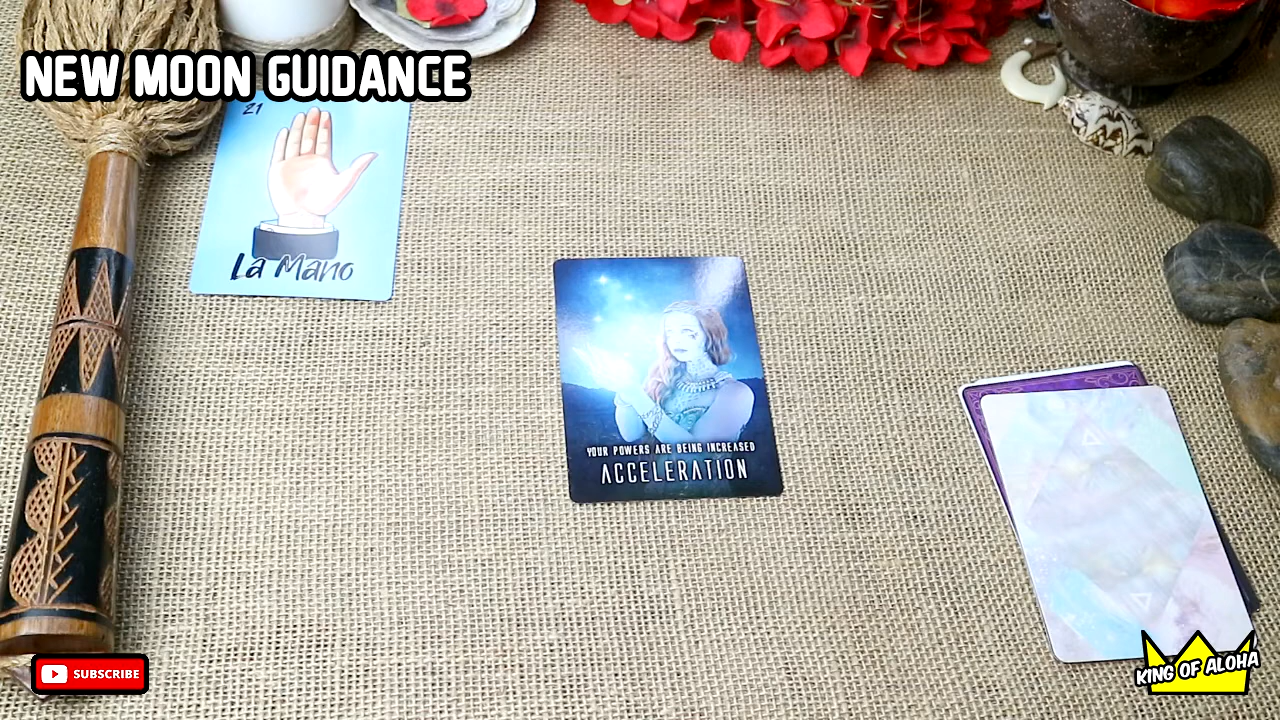 NEW MOON GUIDANCE
21
La Mano
YOUR POWERS ARE BEING INCREASED
ACCELERATION
SUBSCRIBE
KING OF ALOHA